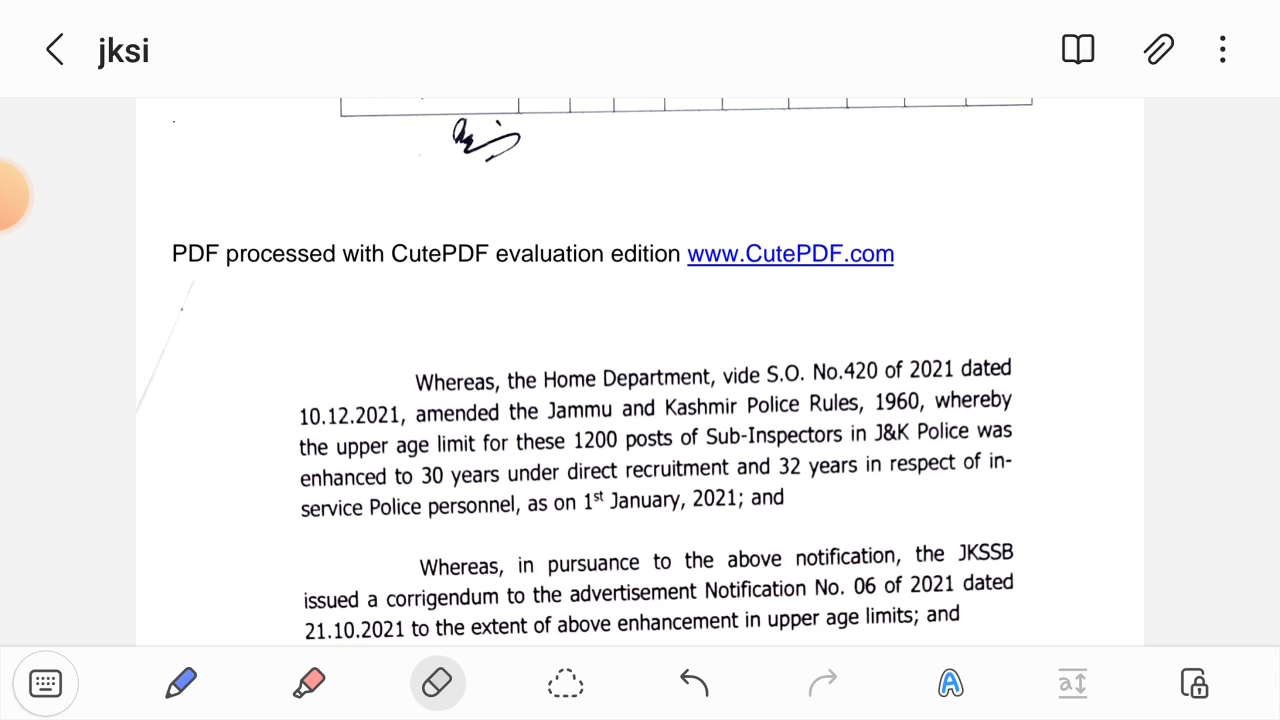 jksi
PDF processed with CutePDF evaluation edition www.CutePDF.com
Whereas, the Home Department, vide S.O. No.420 of 2021 dated
10.12.2021, amended the Jammu and Kashmir Police Rules, 1960, whereby
the upper age limit for these 1200 posts of Sub-Inspectors in J&K Police was
enhanced to 30 years under direct recruitment and 32 years in respect of in-
service Police personnel, as on 1st January, 2021; and
Whereas, in pursuance to the above notification, the JKSSB
issued a corrigendum to the advertisement Notification No. 06 of 2021 dated
21.10.2021 to the extent of above enhancement in upper age limits; and